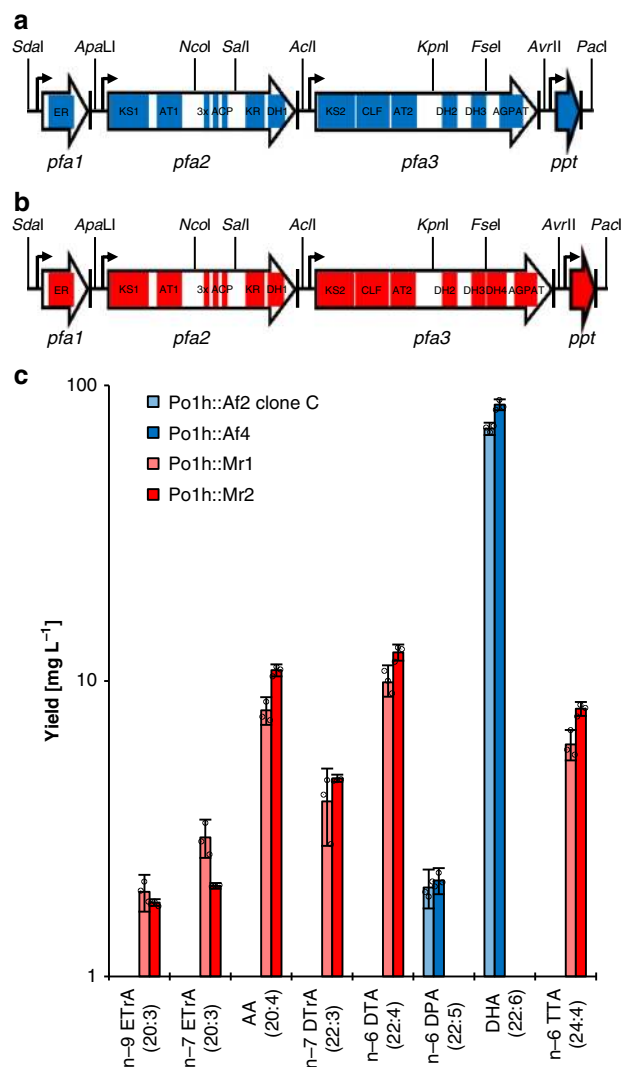 a
SdaI ApaLI NcoI SalI AclI KpnI FseI AvrII PacI
ER KS1 AT1 3x ACP KR DH1 KS2 CLF AT2 DH2 DH3 AGPAT
pfa1 pfa2 pfa3 ppt
b
SdaI ApaLI NcoI SalI AclI KpnI FseI AvrII PacI
ER KS1 AT1 3x ACP KR DH1 KS2 CLF AT2 DH2 DH3 DH4 AGPAT
pfa1 pfa2 pfa3 ppt
c
100
Po1h::Af2 clone C
Po1h::Af4
Po1h::Mr1
Po1h::Mr2
10
Yield [mg L⁻¹]
1
n–9 ETrA
(20:3)
n–7 ETrA
(20:3)
AA
(20:4)
n–7 DTrA
(22:3)
n–6 DTA
(22:4)
n–6 DPA
(22:5)
DHA
(22:6)
n–6 TTA
(24:4)